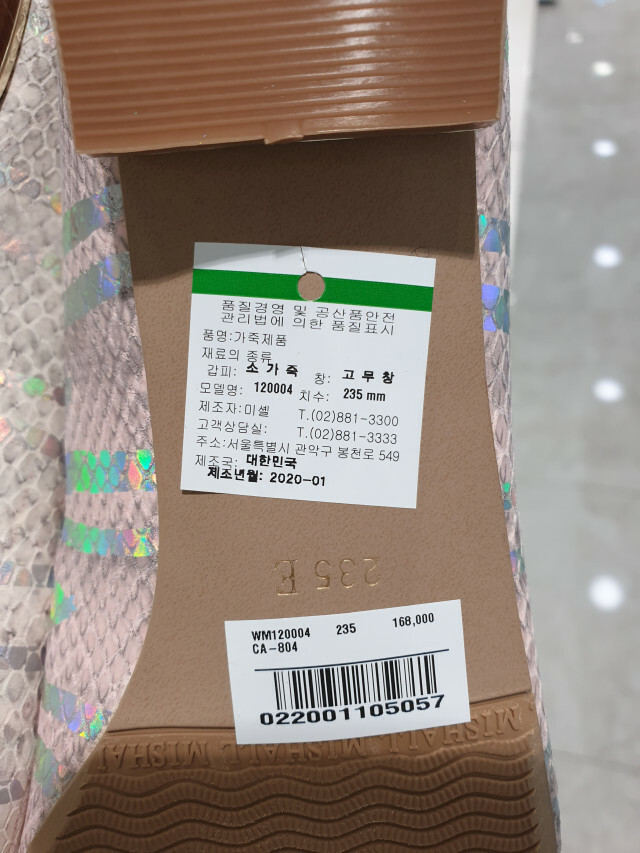 품질경영 및 공산품안전
관리법에 의한 품질표시
품명:가죽제품
재료의 종류
갑피: 소가죽 창: 고무창
모델명: 120004 치수: 235 mm
제조자:미셸 T.(02)881-3300
고객상담실: T.(02)881-3333
주소:서울특별시 관악구 봉천로 549
제조국: 대한민국
제조년월: 2020-01
235 E
WM120004 235 168,000
CA-804
022001105057
MISHALL MISHALL MISHAL